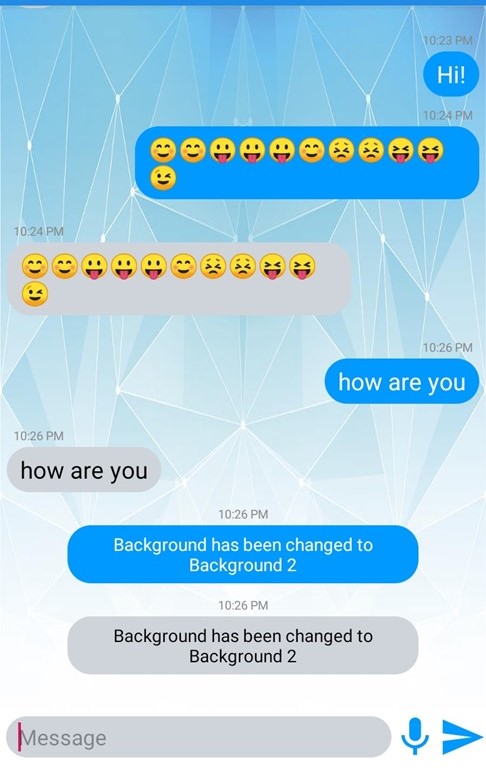 10:23 PM
Hi!
10:24 PM
😊😊😛😛😛😊😣😣😝😝
😉
10:24 PM
😊😊😛😛😛😊😣😣😝😝
😉
10:26 PM
how are you
10:26 PM
how are you
10:26 PM
Background has been changed to
Background 2
10:26 PM
Background has been changed to
Background 2
Message